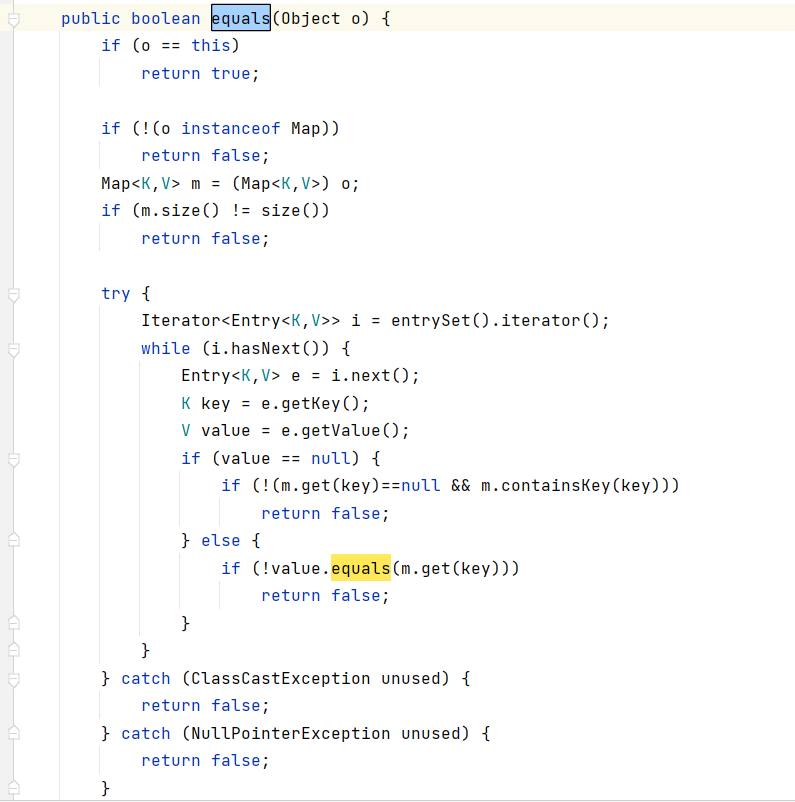 public boolean equals(Object o) {
if (o == this)
return true;
if (!(o instanceof Map))
return false;
Map<K,V> m = (Map<K,V>) o;
if (m.size() != size())
return false;
try {
Iterator<Entry<K,V>> i = entrySet().iterator();
while (i.hasNext()) {
Entry<K,V> e = i.next();
K key = e.getKey();
V value = e.getValue();
if (value == null) {
if (!(m.get(key)==null && m.containsKey(key)))
return false;
} else {
if (!value.equals(m.get(key)))
return false;
}
}
} catch (ClassCastException unused) {
return false;
} catch (NullPointerException unused) {
return false;
}